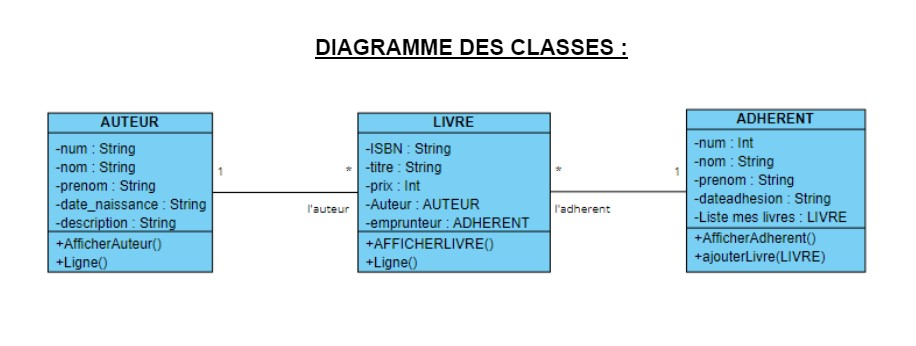 DIAGRAMME DES CLASSES :
AUTEUR
-num : String
-nom : String
-prenom : String
-date_naissance : String
-description : String
+AfficherAuteur()
+Ligne()
1
*
l'auteur
LIVRE
-ISBN : String
-titre : String
-prix : Int
-Auteur : AUTEUR
-emprunteur : ADHERENT
+AFFICHERLIVRE()
+Ligne()
*
1
l'adherent
ADHERENT
-num : Int
-nom : String
-prenom : String
-dateadhesion : String
-Liste mes livres : LIVRE
+AfficherAdherent()
+ajouterLivre(LIVRE)